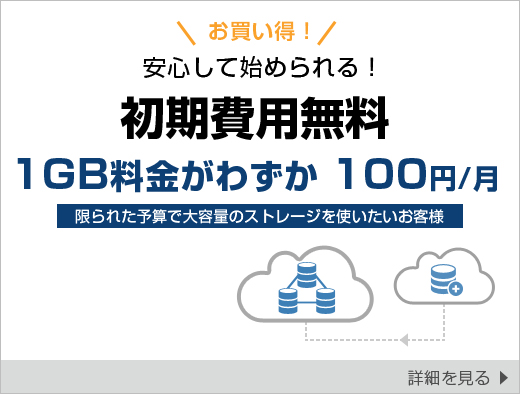 ＼ お買い得！／
安心して始められる！
初期費用無料
1GB料金がわずか 100円/月
限られた予算で大容量のストレージを使いたいお客様
詳細を見る